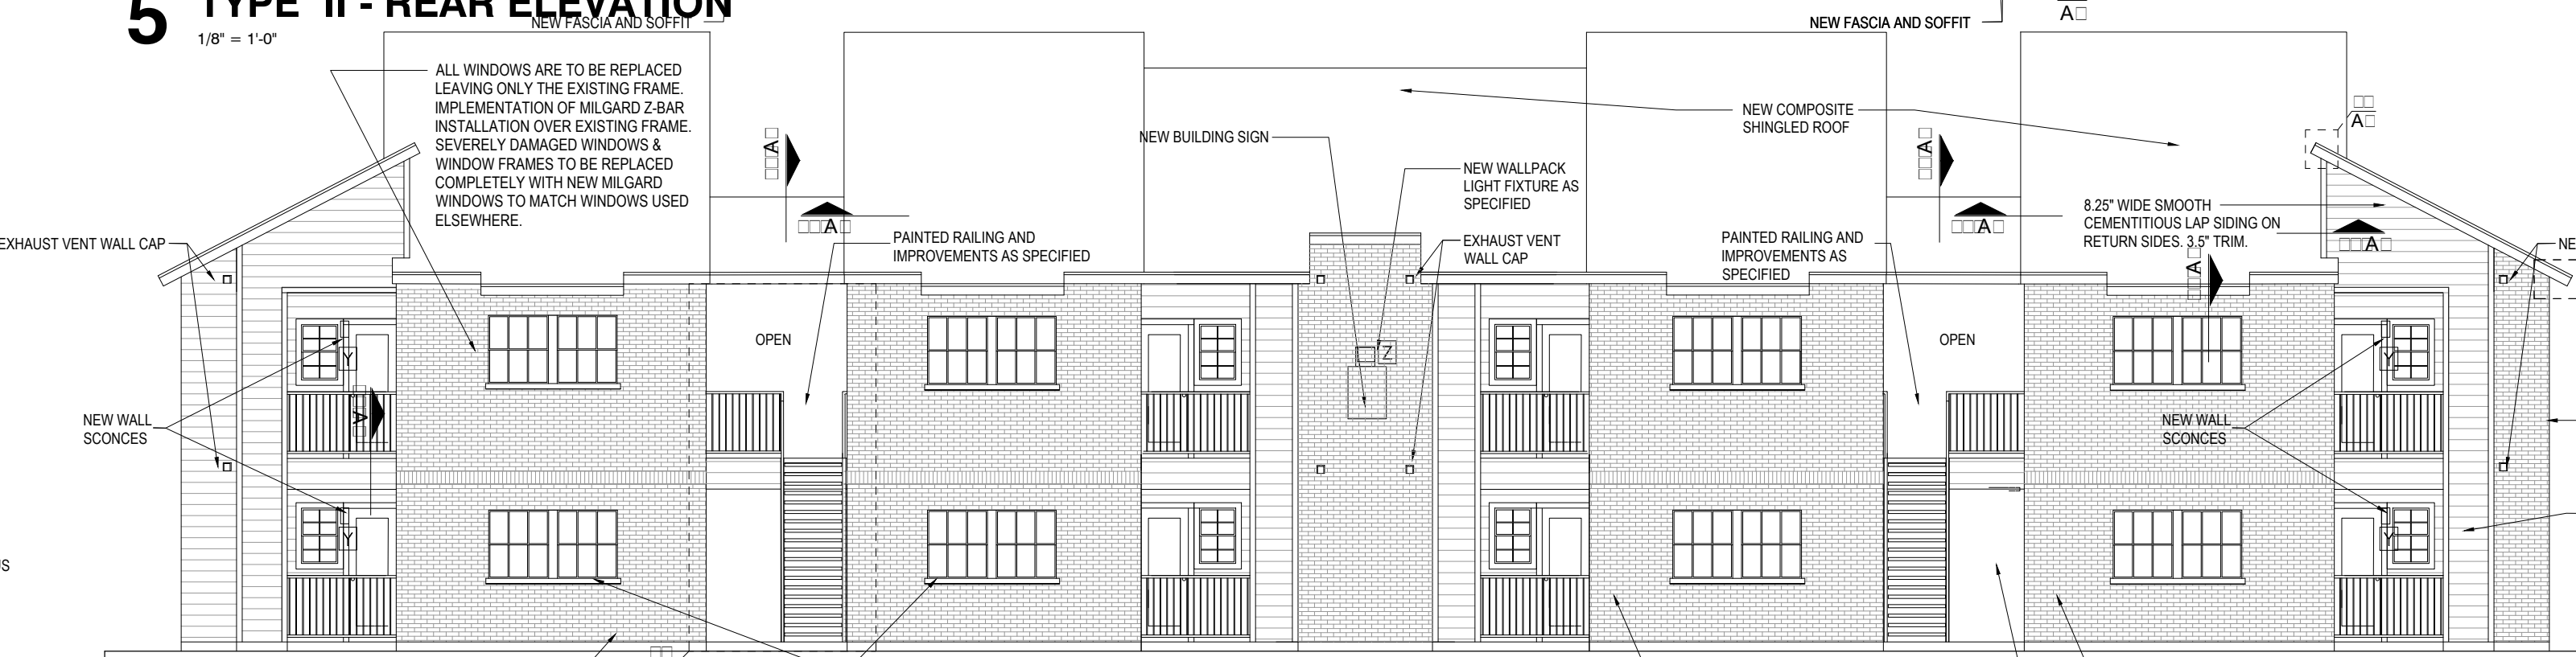 5 TYPE II - REAR ELEVATION
1/8" = 1'-0"
NEW FASCIA AND SOFFIT
NEW FASCIA AND SOFFIT
A
ALL WINDOWS ARE TO BE REPLACED
LEAVING ONLY THE EXISTING FRAME.
IMPLEMENTATION OF MILGARD Z-BAR
INSTALLATION OVER EXISTING FRAME.
SEVERELY DAMAGED WINDOWS &
WINDOW FRAMES TO BE REPLACED
COMPLETELY WITH NEW MILGARD
WINDOWS TO MATCH WINDOWS USED
ELSEWHERE.
A
A
NEW BUILDING SIGN
NEW COMPOSITE
SHINGLED ROOF
NEW WALLPACK
LIGHT FIXTURE AS
SPECIFIED
A
A
A
8.25" WIDE SMOOTH
CEMENTITIOUS LAP SIDING ON
RETURN SIDES. 3.5" TRIM.
A
A
EXHAUST VENT WALL CAP
PAINTED RAILING AND
IMPROVEMENTS AS SPECIFIED
EXHAUST VENT
WALL CAP
PAINTED RAILING AND
IMPROVEMENTS AS
SPECIFIED
NE
OPEN
OPEN
Y
Z
Y
A
NEW WALL
SCONCES
NEW WALL
SCONCES
Y
Y
US